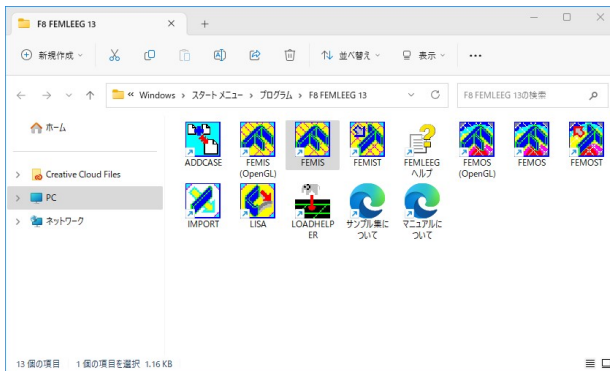 F8 FEMLEEG 13
新規作成
並べ替え
表示
Windows › スタート メニュー › プログラム › F8 FEMLEEG 13
F8 FEMLEEG 13の検索
ホーム
Creative Cloud Files
PC
ネットワーク
ADDCASE
FEMIS
(OpenGL)
FEMIS
FEMIST
FEMLEEG
ヘルプ
FEMOS
(OpenGL)
FEMOS
FEMOST
IMPORT
LISA
LOADHELP
ER
サンプル集に
ついて
マニュアルに
ついて
13 個の項目 1 個の項目を選択 1.16 KB